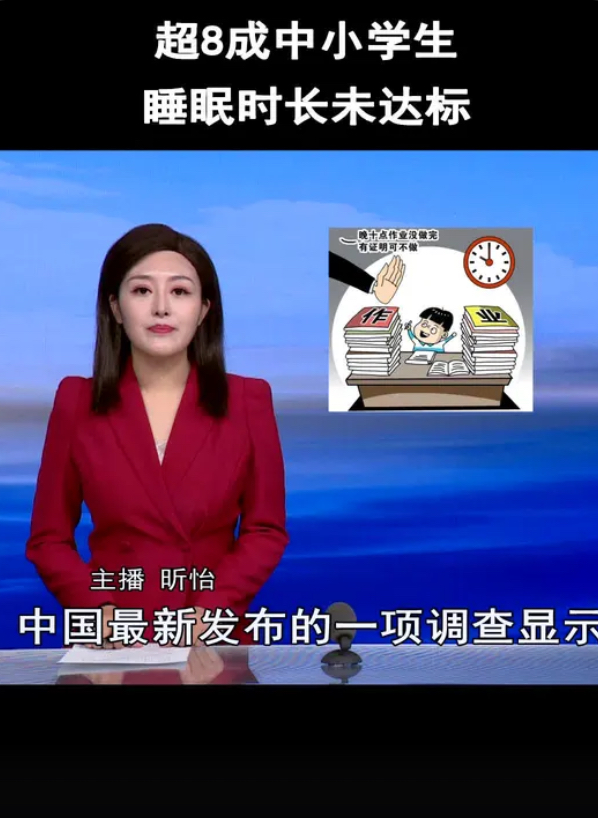 超8成中小学生
睡眠时长未达标
晚十点作业没做完
有证明可不做
作 业
主播 昕怡
中国最新发布的一项调查显示